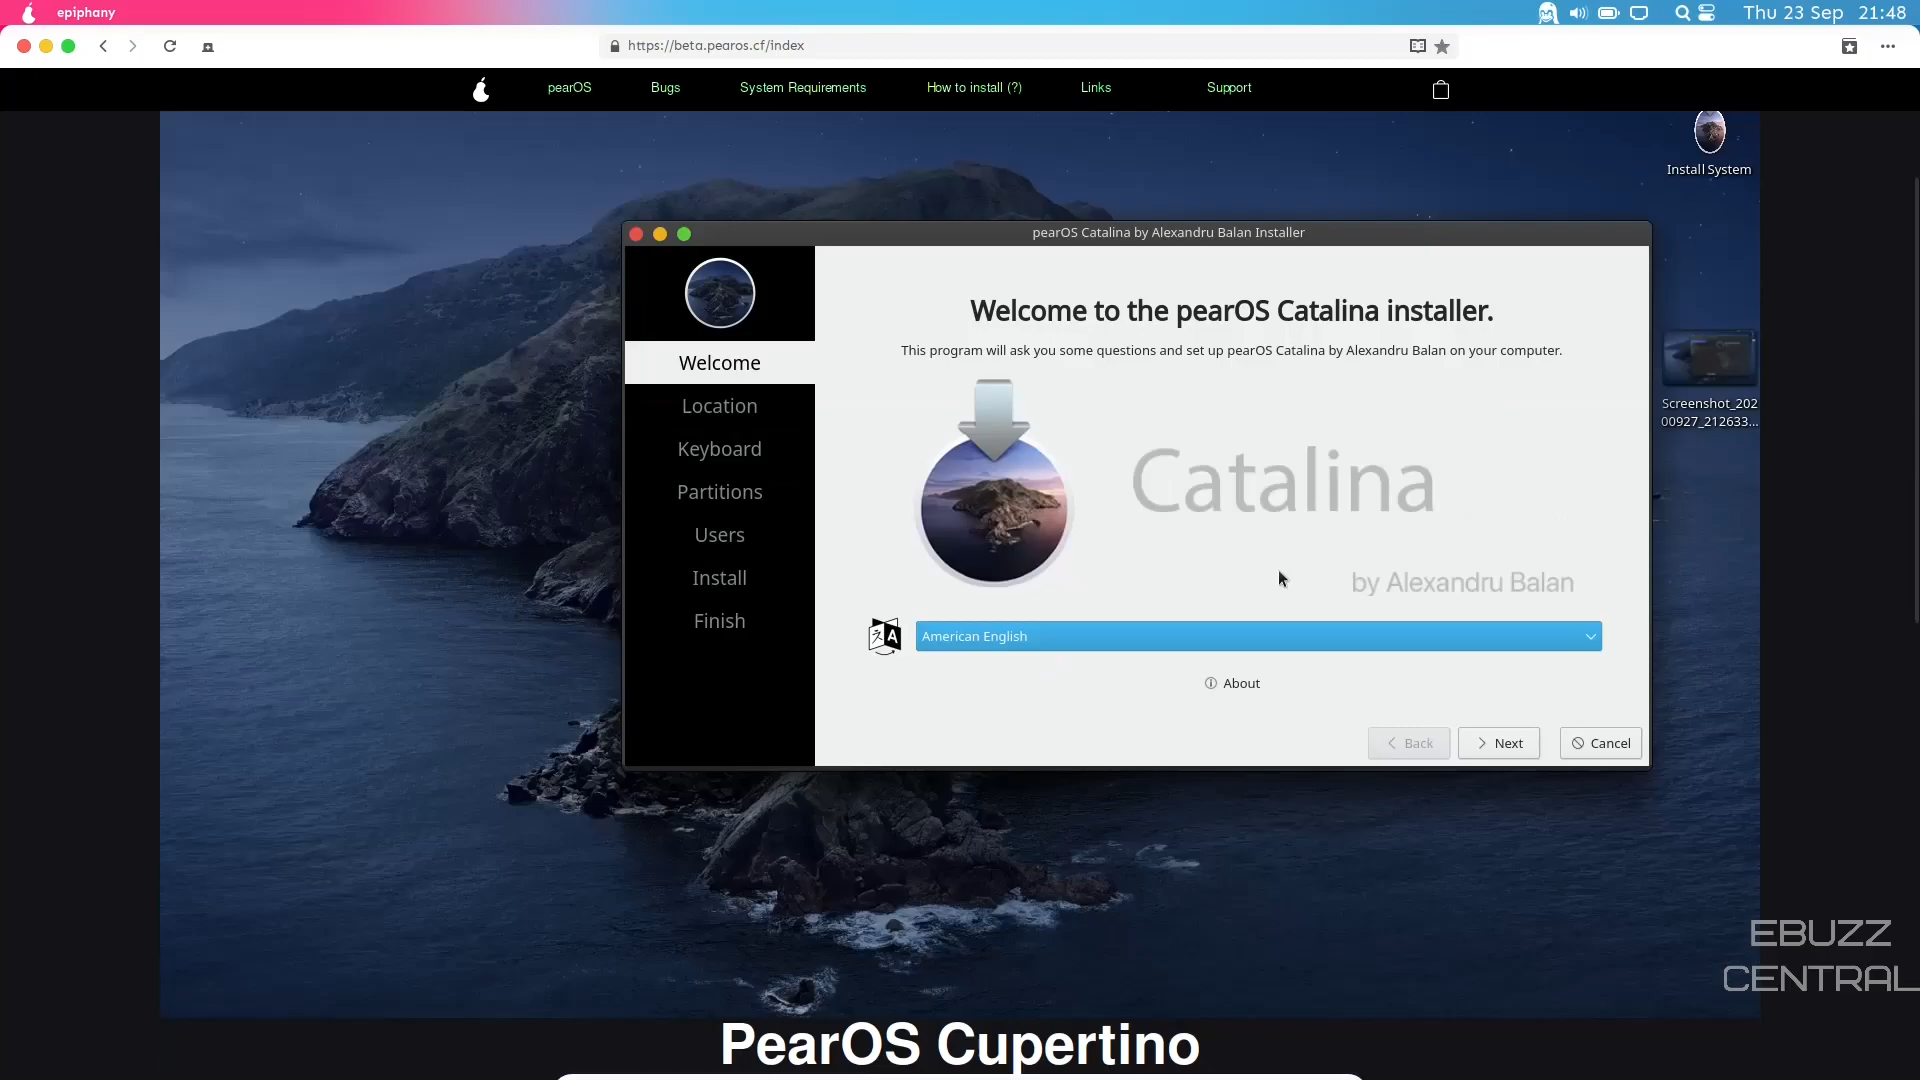 epiphany
Thu 23 Sep 21:48
https://beta.pearos.cf/index
pearOS Bugs System Requirements How to install (?) Links Support
Install System
pearOS Catalina by Alexandru Balan Installer
Welcome to the pearOS Catalina installer.
This program will ask you some questions and set up pearOS Catalina by Alexandru Balan on your computer.
Welcome
Location
Keyboard
Partitions
Users
Install
Finish
Catalina
by Alexandru Balan
Screenshot_202
00927_212633...
American English
About
Back Next Cancel
EBUZZ
CENTRAL
PearOS Cupertino